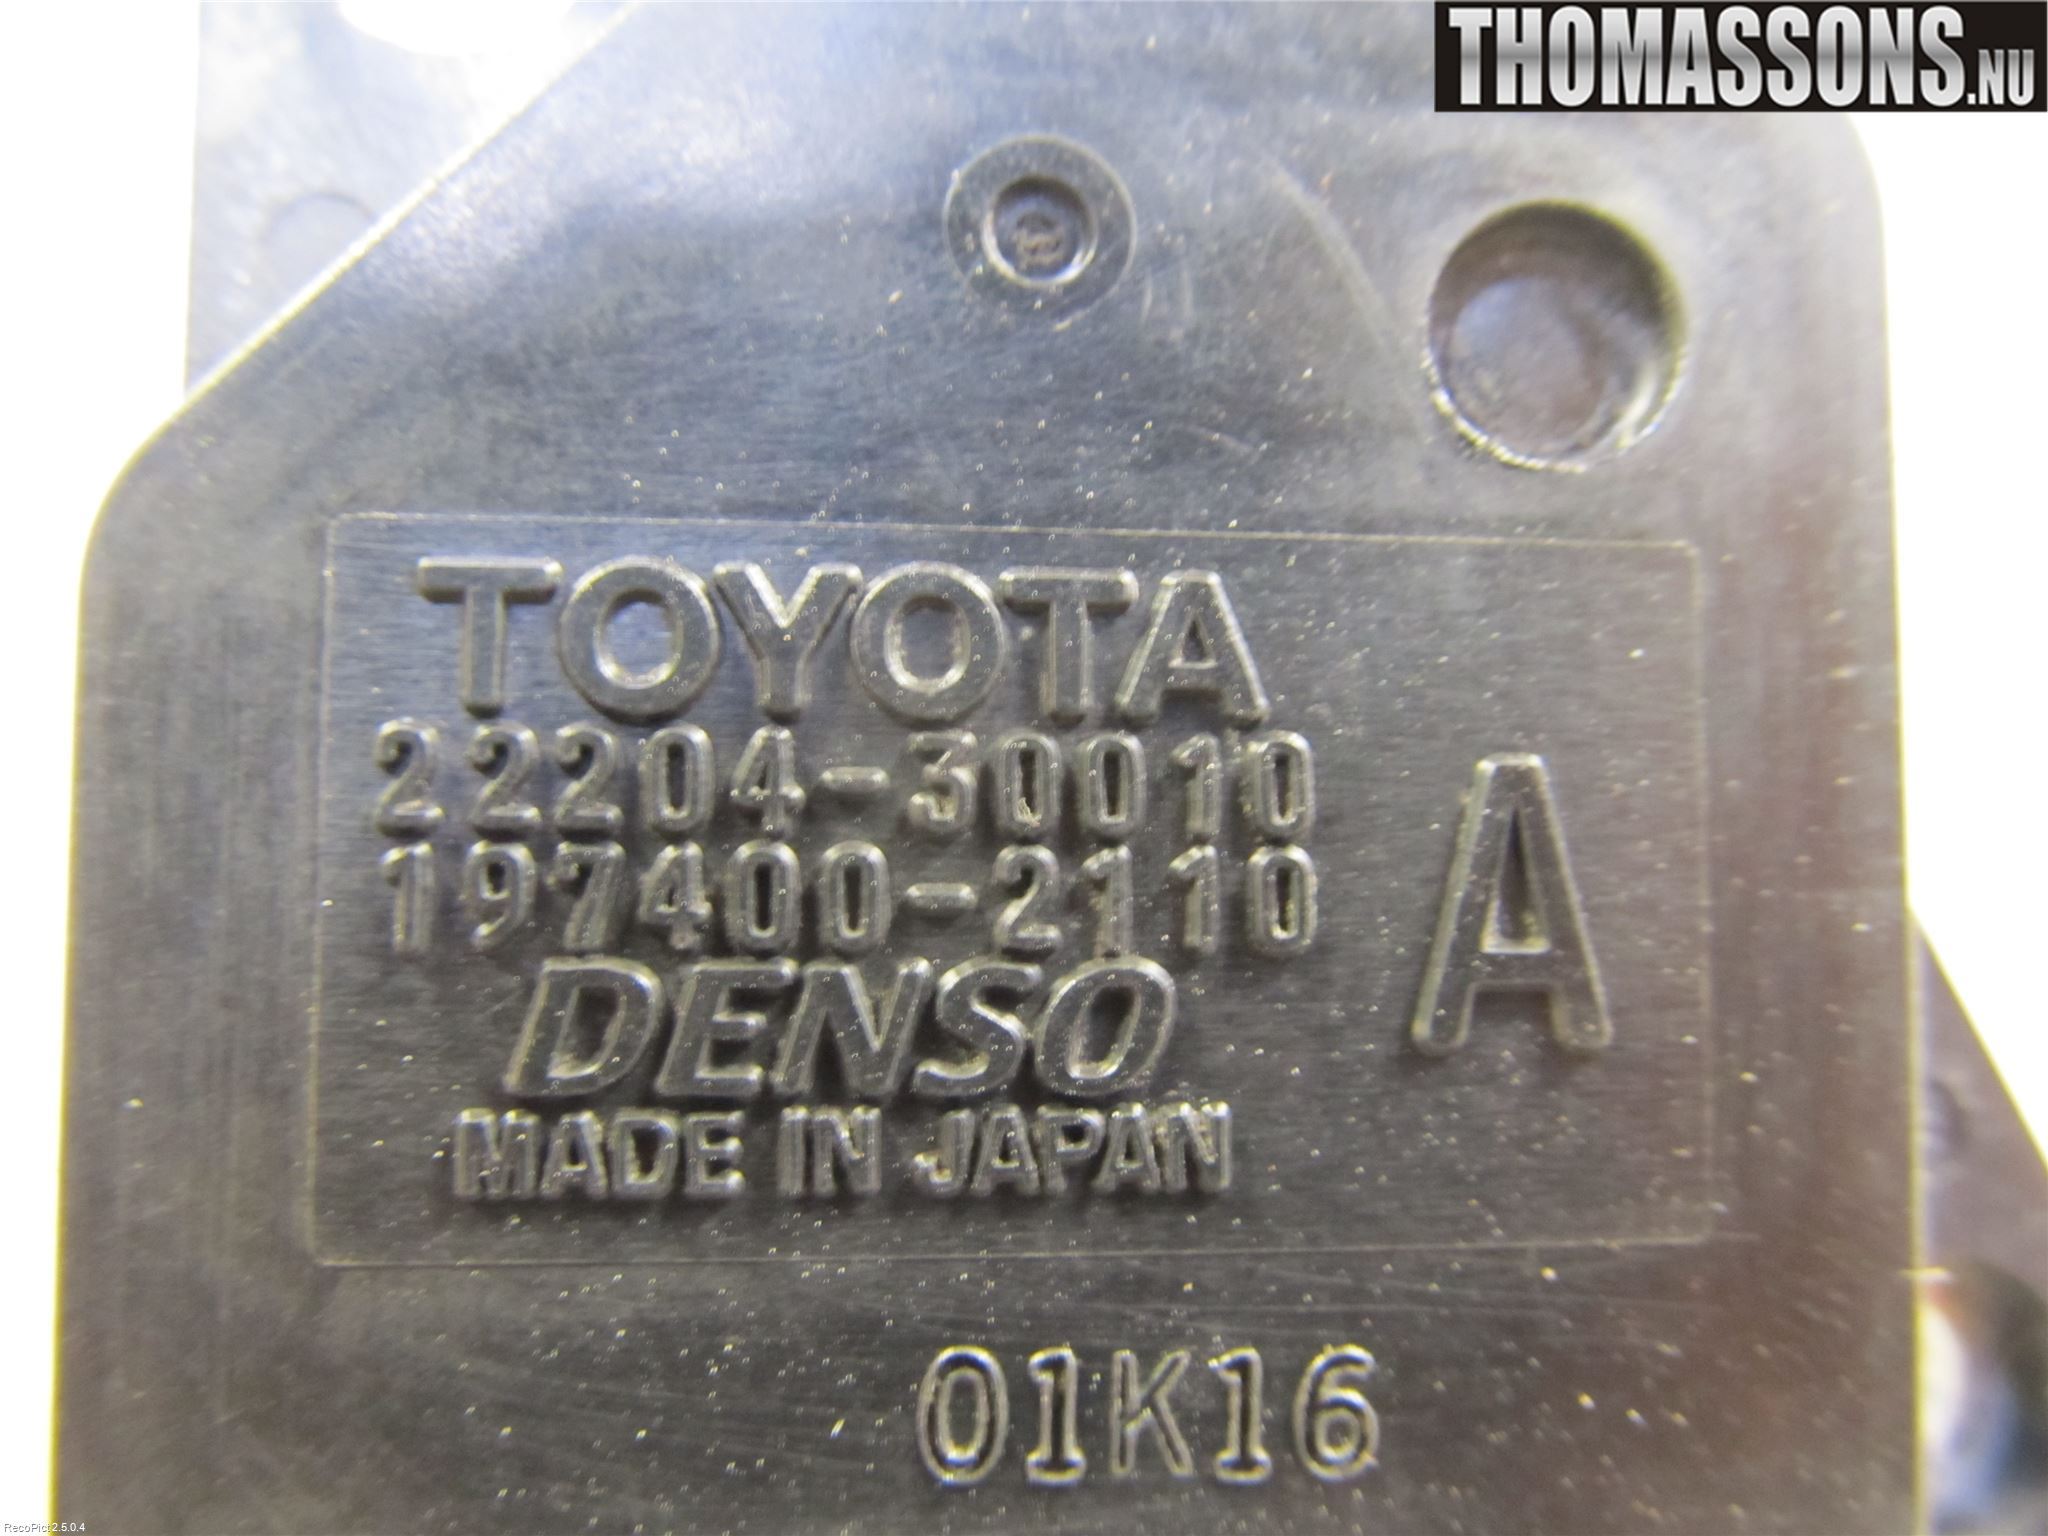 THOMASSONS.NU
TOYOTA
22204-30010
197400-2110
A
DENSO
MADE IN JAPAN
01K16
RecoPict 2.5.0.4